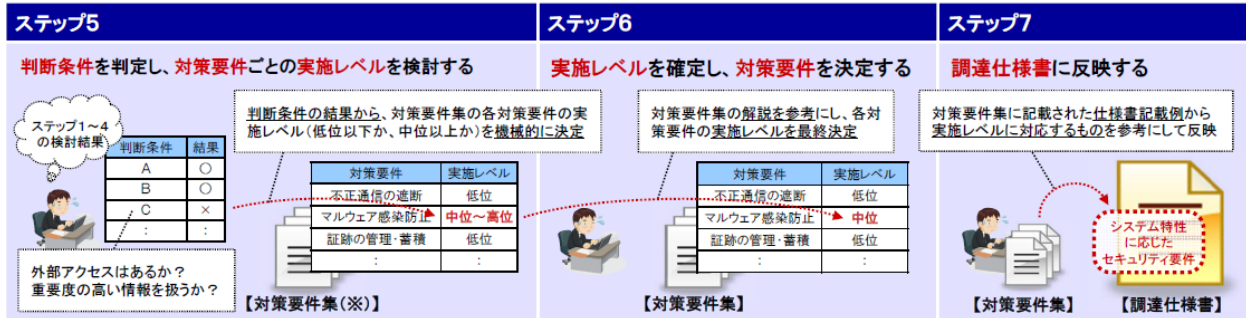 ステップ5
判断条件を判定し、対策要件ごとの実施レベルを検討する
ステップ1～4
の検討結果
判断条件 結果
A ○
B ○
C ×
： ：
外部アクセスはあるか？
重要度の高い情報を扱うか？
判断条件の結果から、対策要件集の各対策要件の実
施レベル(低位以下か、中位以上か)を機械的に決定
対策要件 実施レベル
不正通信の遮断 低位
マルウェア感染防止 中位～高位
証跡の管理・蓄積 低位
： ：
【対策要件集(※)】
ステップ6
実施レベルを確定し、対策要件を決定する
対策要件集の解説を参考にし、各対
策要件の実施レベルを最終決定
対策要件 実施レベル
不正通信の遮断 低位
マルウェア感染防止 中位
証跡の管理・蓄積 低位
： ：
【対策要件集】
ステップ7
調達仕様書に反映する
対策要件集に記載された仕様書記載例から
実施レベルに対応するものを参考にして反映
システム特性
に応じた
セキュリティ要件
【対策要件集】
【調達仕様書】